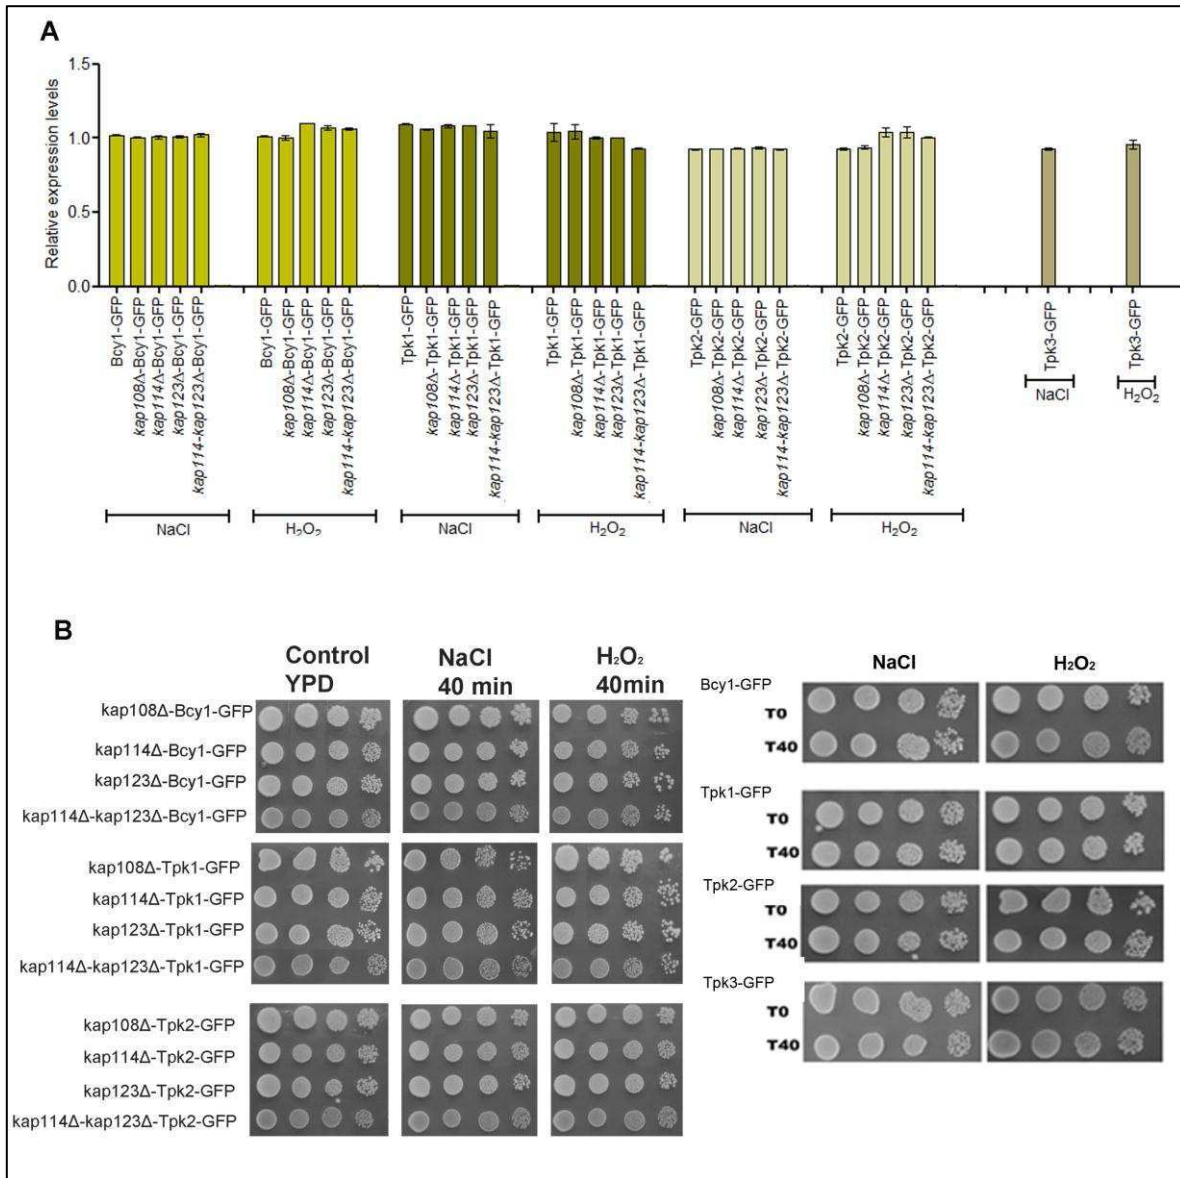 A
Relative expression levels
1.5
1.0
0.5
0.0
Bcy1-GFP
kap108Δ-Bcy1-GFP
kap114Δ-Bcy1-GFP
kap123Δ-Bcy1-GFP
kap114-kap123Δ-Bcy1-GFP
NaCl
Bcy1-GFP
kap108Δ-Bcy1-GFP
kap114Δ-Bcy1-GFP
kap123Δ-Bcy1-GFP
kap114-kap123Δ-Bcy1-GFP
H₂O₂
Tpk1-GFP
kap108Δ-Tpk1-GFP
kap114Δ-Tpk1-GFP
kap123Δ-Tpk1-GFP
kap114-kap123Δ-Tpk1-GFP
NaCl
Tpk1-GFP
kap108Δ-Tpk1-GFP
kap114Δ-Tpk1-GFP
kap123Δ-Tpk1-GFP
kap114-kap123Δ-Tpk1-GFP
H₂O₂
Tpk2-GFP
kap108Δ-Tpk2-GFP
kap114Δ-Tpk2-GFP
kap123Δ-Tpk2-GFP
kap114-kap123Δ-Tpk2-GFP
NaCl
Tpk2-GFP
kap108Δ-Tpk2-GFP
kap114Δ-Tpk2-GFP
kap123Δ-Tpk2-GFP
kap114-kap123Δ-Tpk2-GFP
H₂O₂
Tpk3-GFP
NaCl
Tpk3-GFP
H₂O₂
B
Control
YPD
NaCl
40 min
H₂O₂
40min
kap108Δ-Bcy1-GFP
kap114Δ-Bcy1-GFP
kap123Δ-Bcy1-GFP
kap114Δ-kap123Δ-Bcy1-GFP
kap108Δ-Tpk1-GFP
kap114Δ-Tpk1-GFP
kap123Δ-Tpk1-GFP
kap114Δ-kap123Δ-Tpk1-GFP
kap108Δ-Tpk2-GFP
kap114Δ-Tpk2-GFP
kap123Δ-Tpk2-GFP
kap114Δ-kap123Δ-Tpk2-GFP
NaCl
H₂O₂
Bcy1-GFP
T0
T40
Tpk1-GFP
T0
T40
Tpk2-GFP
T0
T40
Tpk3-GFP
T0
T40